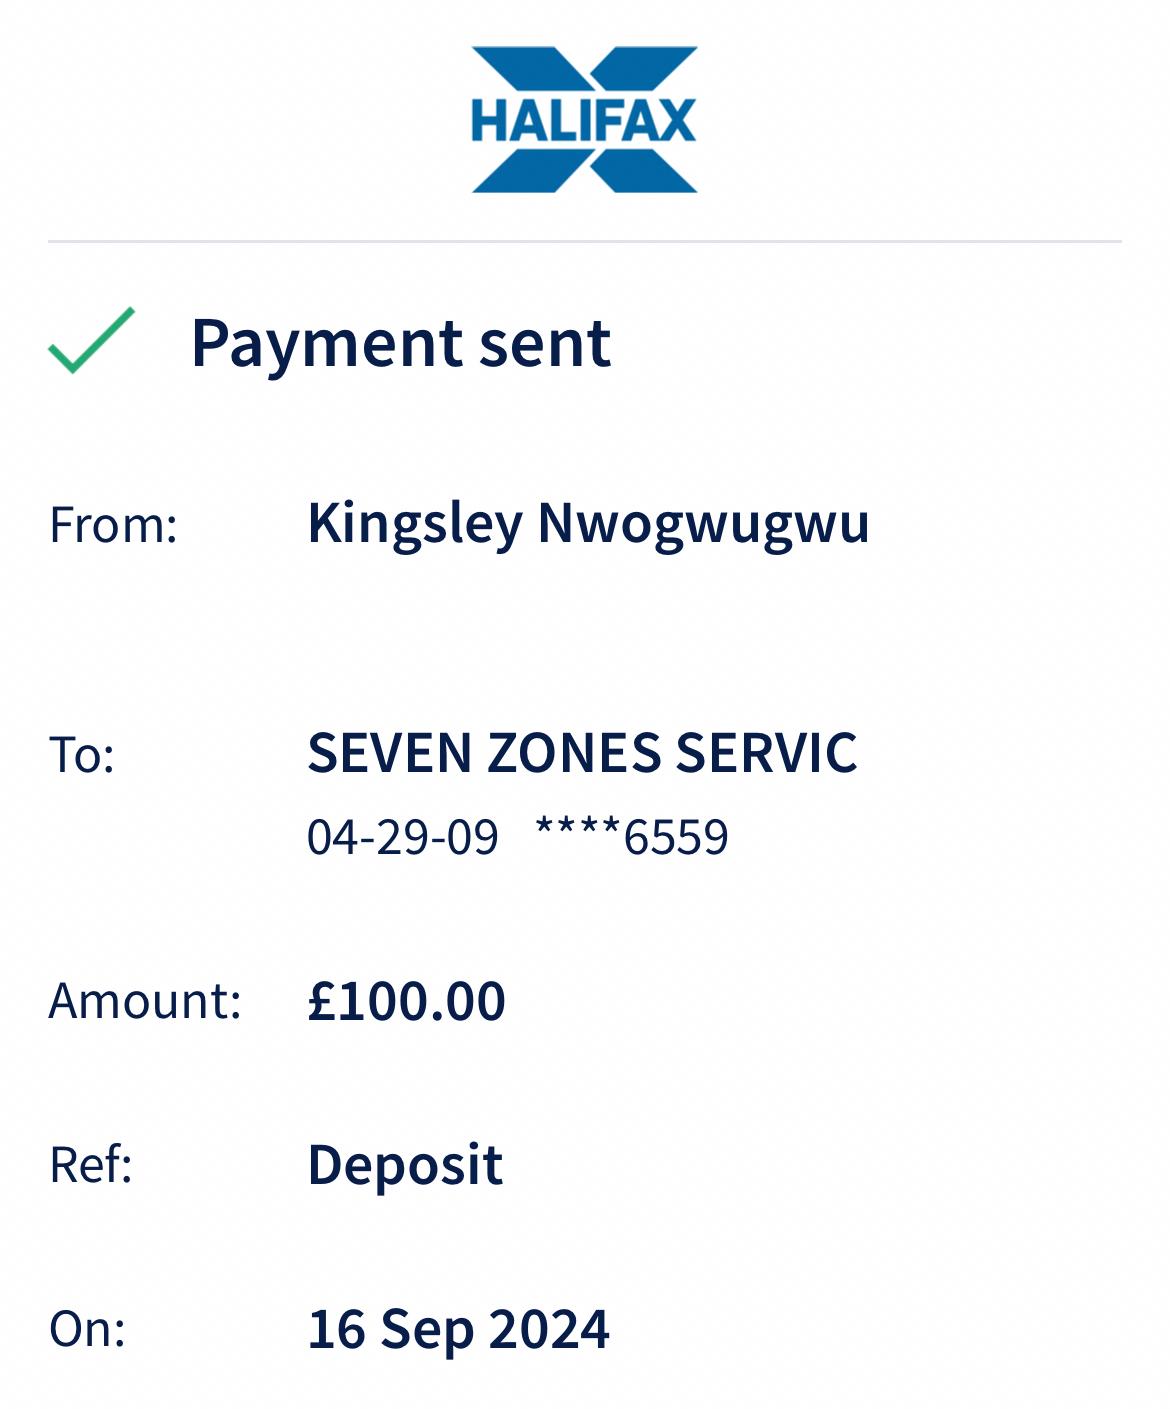 HALIFAX
Payment sent
From: Kingsley Nwogwugwu
To: SEVEN ZONES SERVIC
04-29-09 ****6559
Amount: £100.00
Ref: Deposit
On: 16 Sep 2024